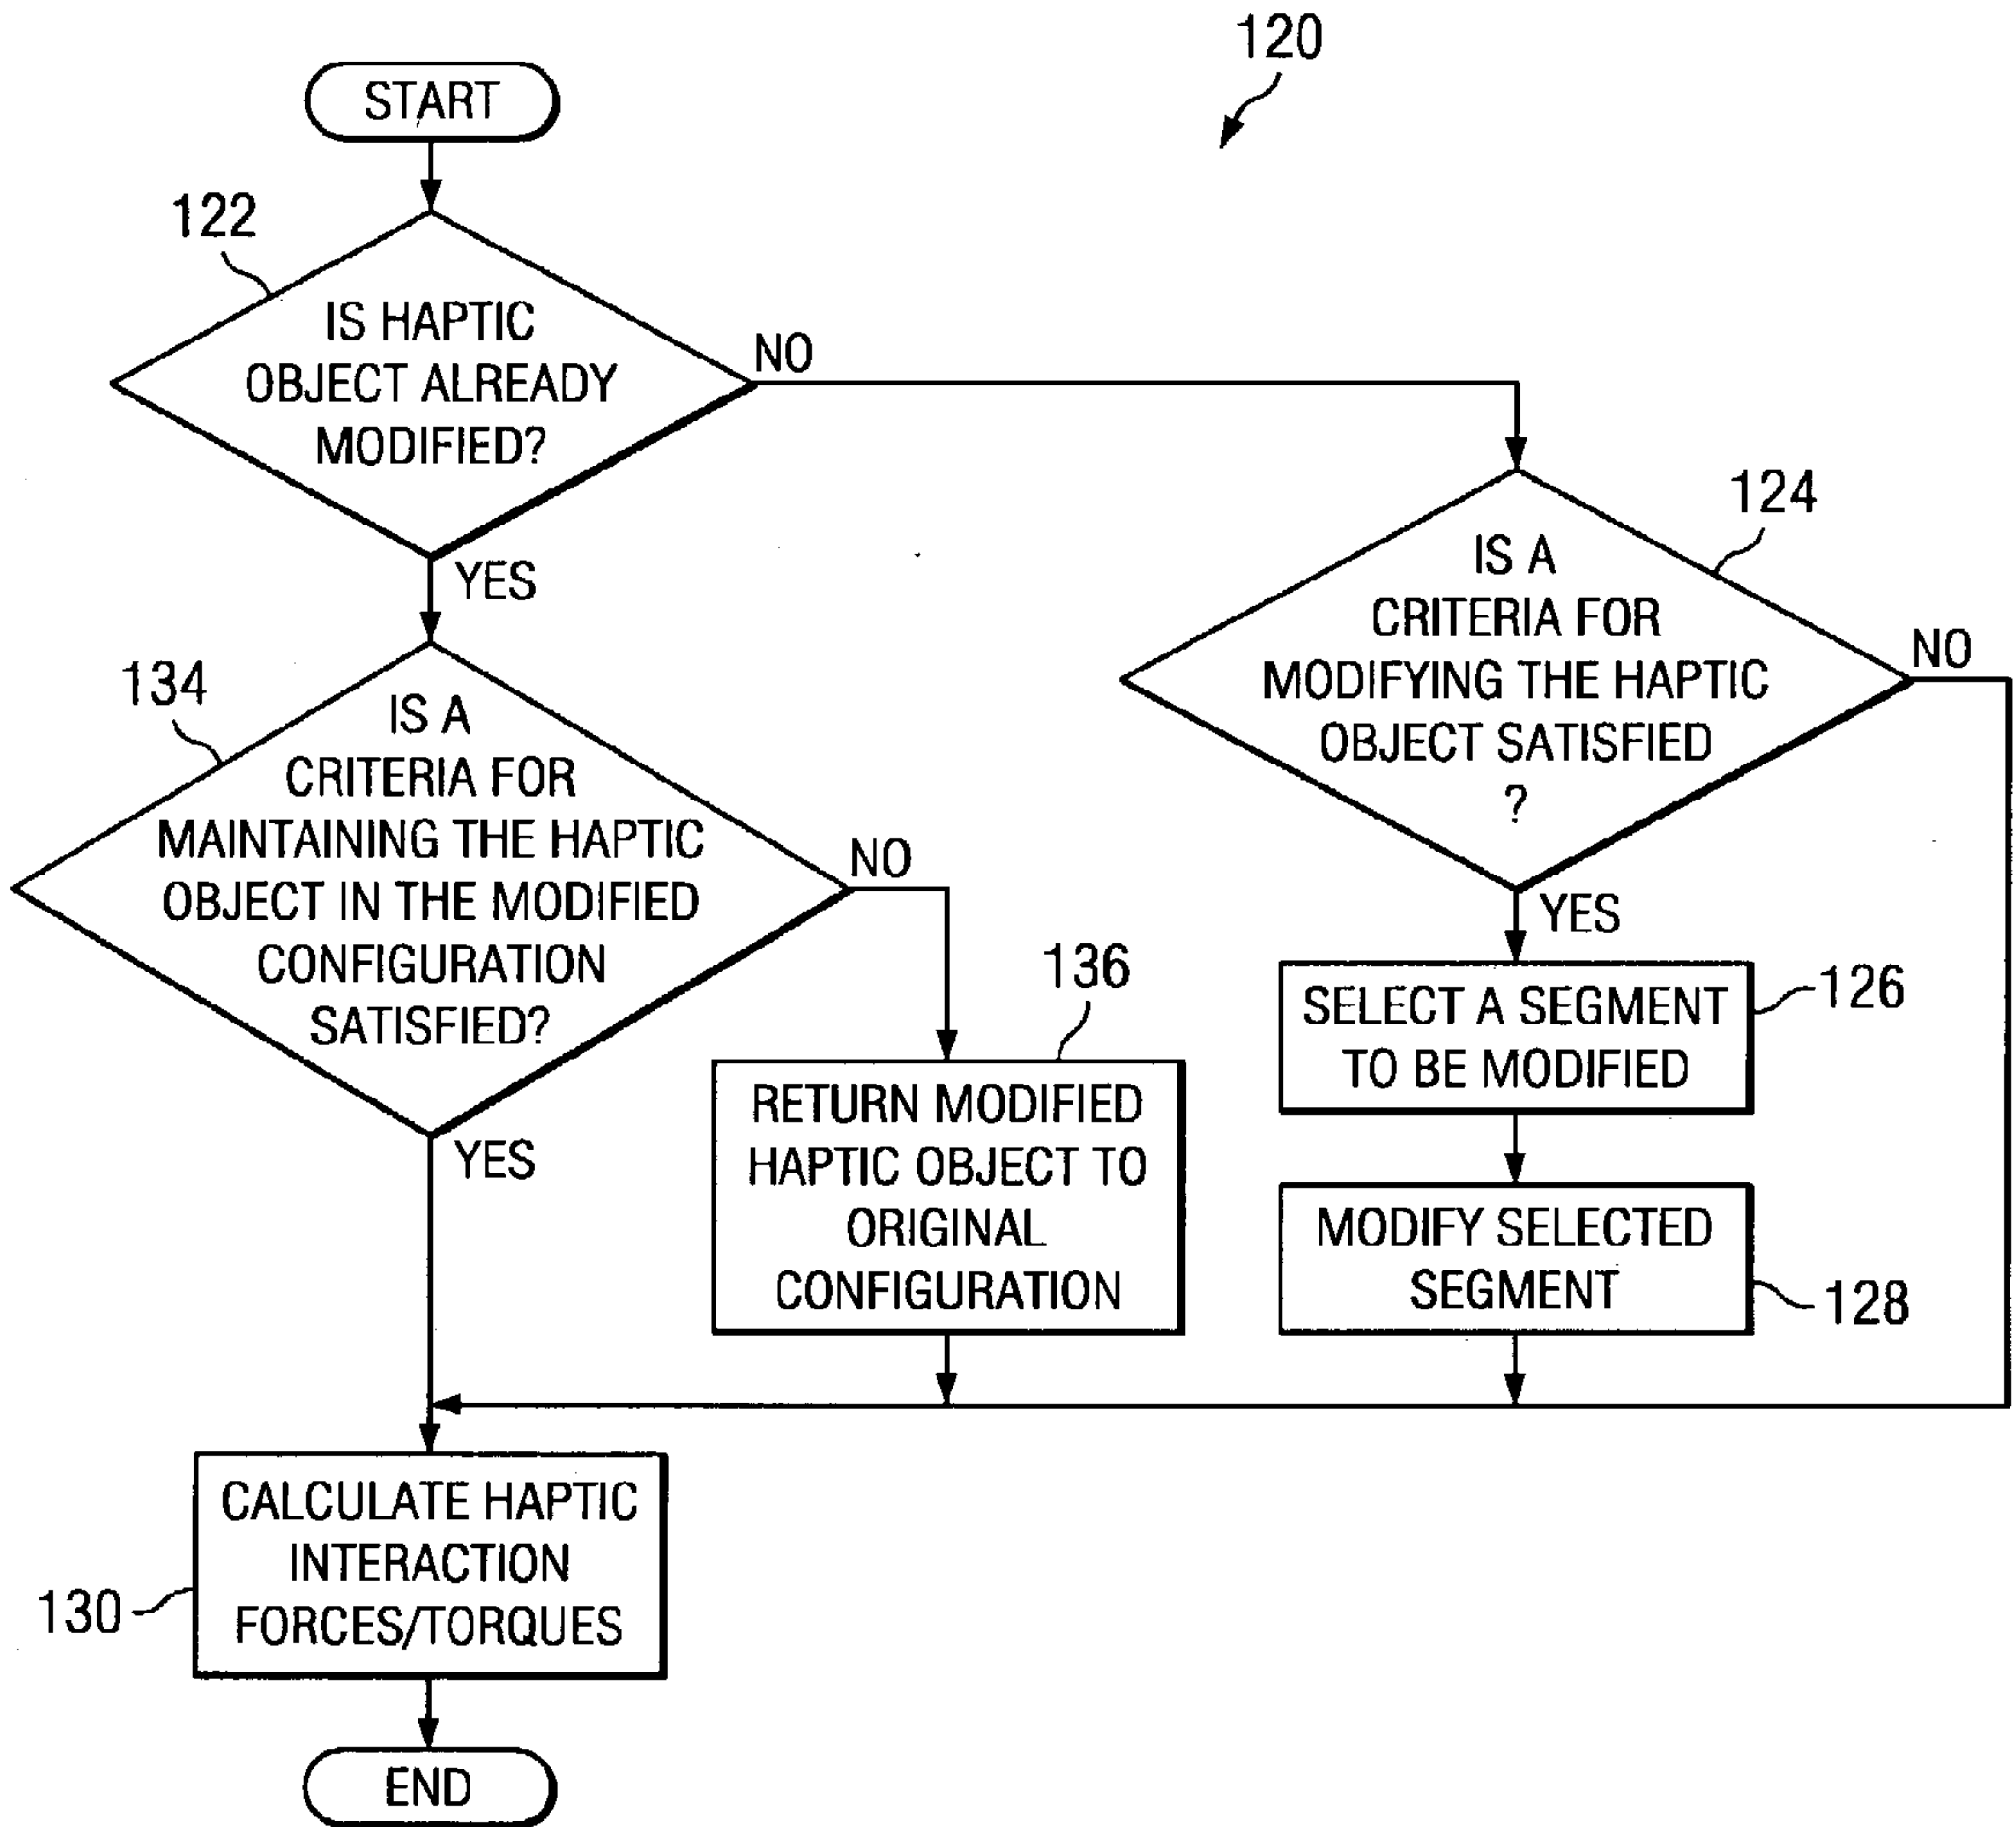 120
START
122
IS HAPTIC
OBJECT ALREADY
MODIFIED?
NO
YES
124
IS A
CRITERIA FOR
MODIFYING THE HAPTIC
OBJECT SATISFIED
?
NO
YES
134
IS A
CRITERIA FOR
MAINTAINING THE HAPTIC
OBJECT IN THE MODIFIED
CONFIGURATION
SATISFIED?
NO
YES
136
RETURN MODIFIED
HAPTIC OBJECT TO
ORIGINAL
CONFIGURATION
SELECT A SEGMENT
TO BE MODIFIED
126
MODIFY SELECTED
SEGMENT
128
CALCULATE HAPTIC
INTERACTION
FORCES/TORQUES
130
END